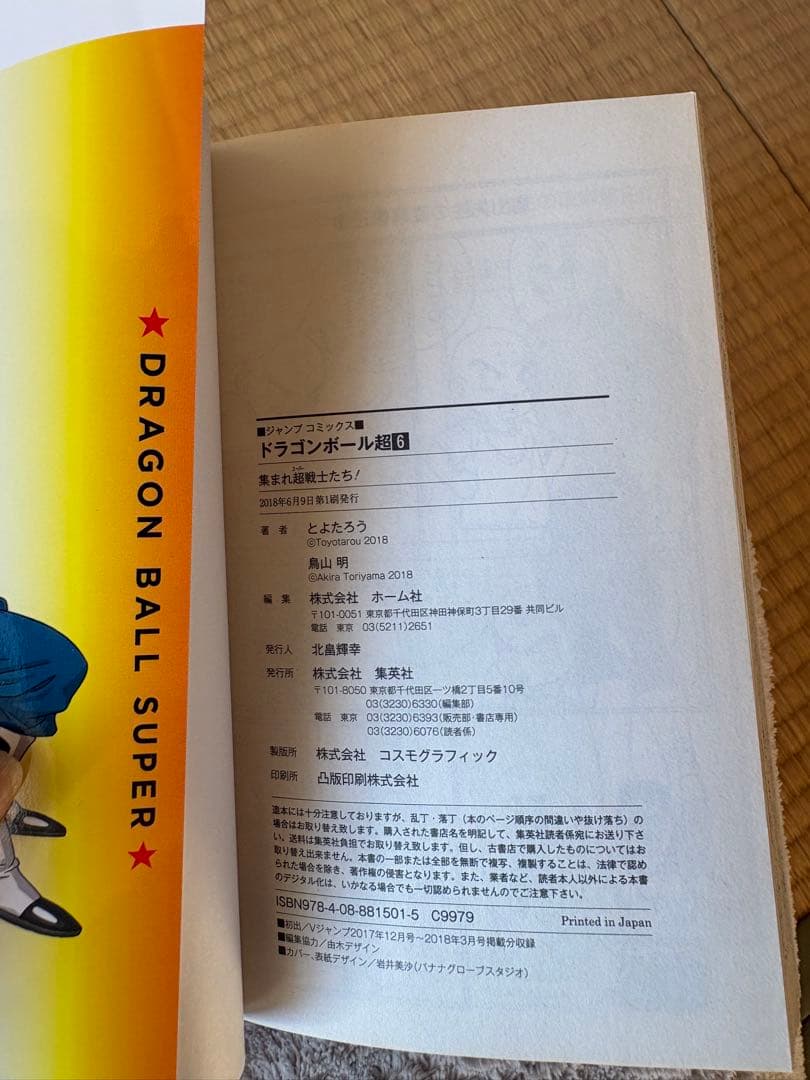 ★DRAGON BALL SUPER★
■ジャンプ コミックス■
ドラゴンボール超6
集まれ超戦士たち!
スーパー
2018年6月9日第1刷発行
著者 とよたろう
©Toyotarou 2018
鳥山 明
©Akira Toriyama 2018
編集 株式会社 ホーム社
〒101-0051 東京都千代田区神田神保町3丁目29番 共同ビル
電話 東京 03(5211)2651
発行人 北畠輝幸
発行所 株式会社 集英社
〒101-8050 東京都千代田区一ツ橋2丁目5番10号
03(3230)6330(編集部)
電話 東京 03(3230)6393(販売部・書店専用)
03(3230)6076(読者係)
製版所 株式会社 コスモグラフィック
印刷所 凸版印刷株式会社
造本には十分注意しておりますが、乱丁・落丁(本のページ順序の間違いや抜け落ち)の
場合はお取り替え致します。購入された書店名を明記して、集英社読者係宛にお送り下さ
い。送料は集英社負担でお取り替え致します。但し、古書店で購入したものについてはお
取り替え出来ません。本書の一部または全部を無断で複写、複製することは、法律で認め
られた場合を除き、著作権の侵害となります。また、業者など、読者本人以外による本書
のデジタル化は、いかなる場合でも一切認められませんのでご注意下さい。
ISBN978-4-08-881501-5 C9979
Printed in Japan
■初出/Vジャンプ2017年12月号~2018年3月号掲載分収録
■編集協力/由木デザイン
■カバー、表紙デザイン/岩井美沙(バナナグローブスタジオ)